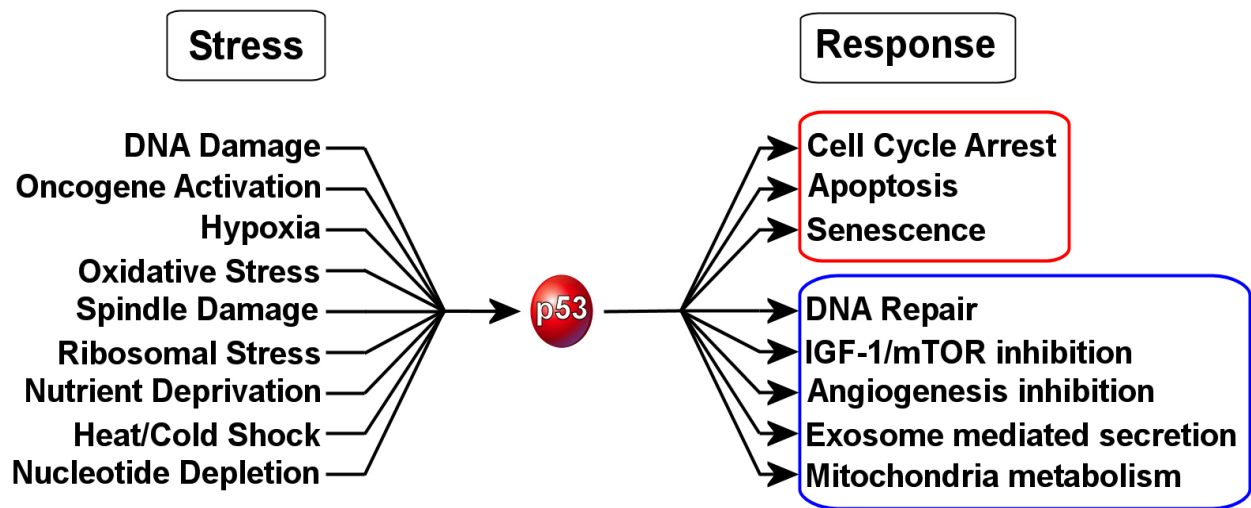 Stress
Response
DNA Damage
Oncogene Activation
Hypoxia
Oxidative Stress
Spindle Damage
Ribosomal Stress
Nutrient Deprivation
Heat/Cold Shock
Nucleotide Depletion
p53
Cell Cycle Arrest
Apoptosis
Senescence
DNA Repair
IGF-1/mTOR inhibition
Angiogenesis inhibition
Exosome mediated secretion
Mitochondria metabolism